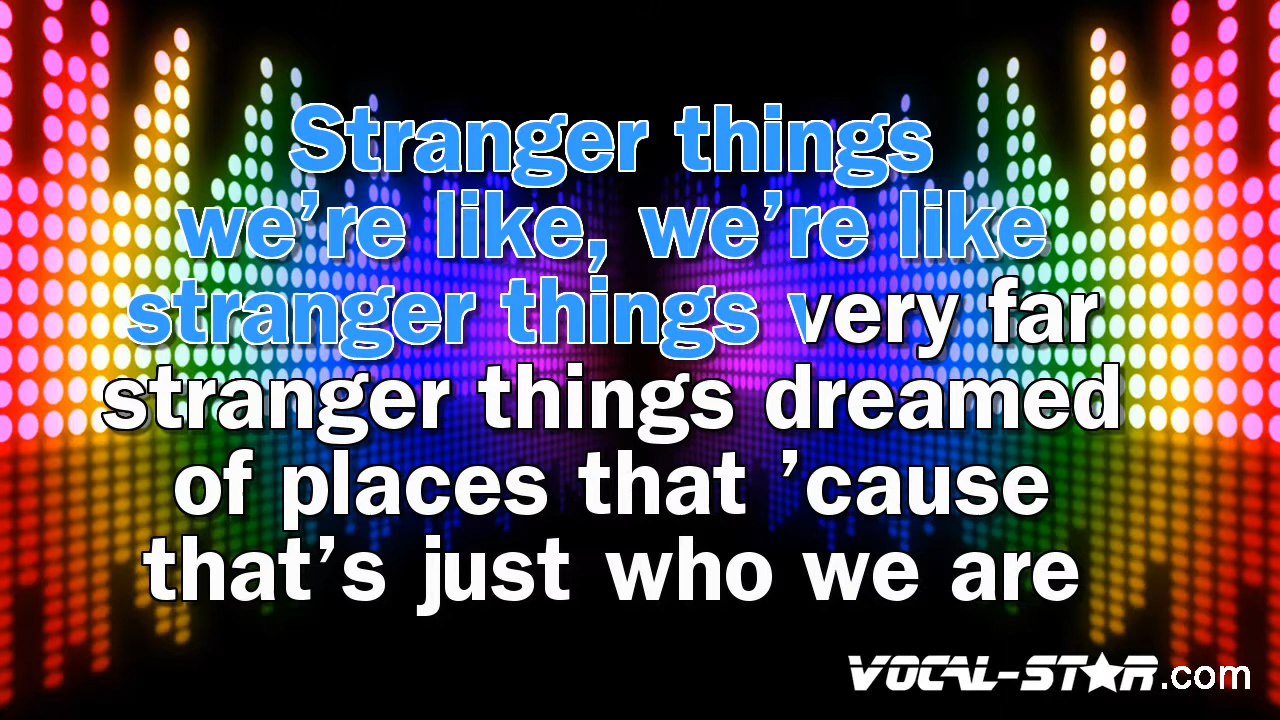 Stranger things
we’re like, we’re like
stranger things very far
stranger things dreamed
of places that ’cause
that’s just who we are
VOCAL-STAR.com